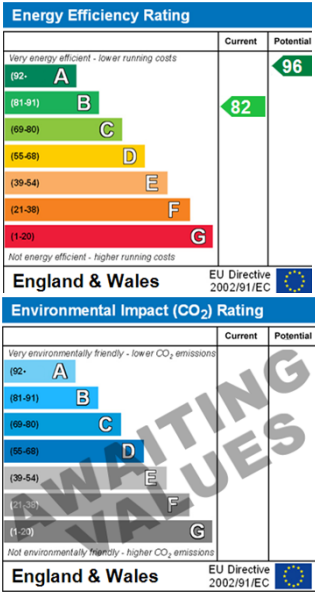 Energy Efficiency Rating
Current Potential
Very energy efficient - lower running costs
(92- A
(81-91) B
(69-80) C
(55-68) D
(39-54) E
(21-38) F
(1-20) G
82
96
Not energy efficient - higher running costs
England & Wales
EU Directive
2002/91/EC
Environmental Impact (CO2) Rating
Current Potential
Very environmentally friendly - lower CO2 emissions
(92- A
(81-91) B
(69-80) C
(55-68) D
(39-54) E
(21-38) F
(1-20) G
AWAITING
VALUES
Not environmentally friendly - higher CO2 emissions
England & Wales
EU Directive
2002/91/EC